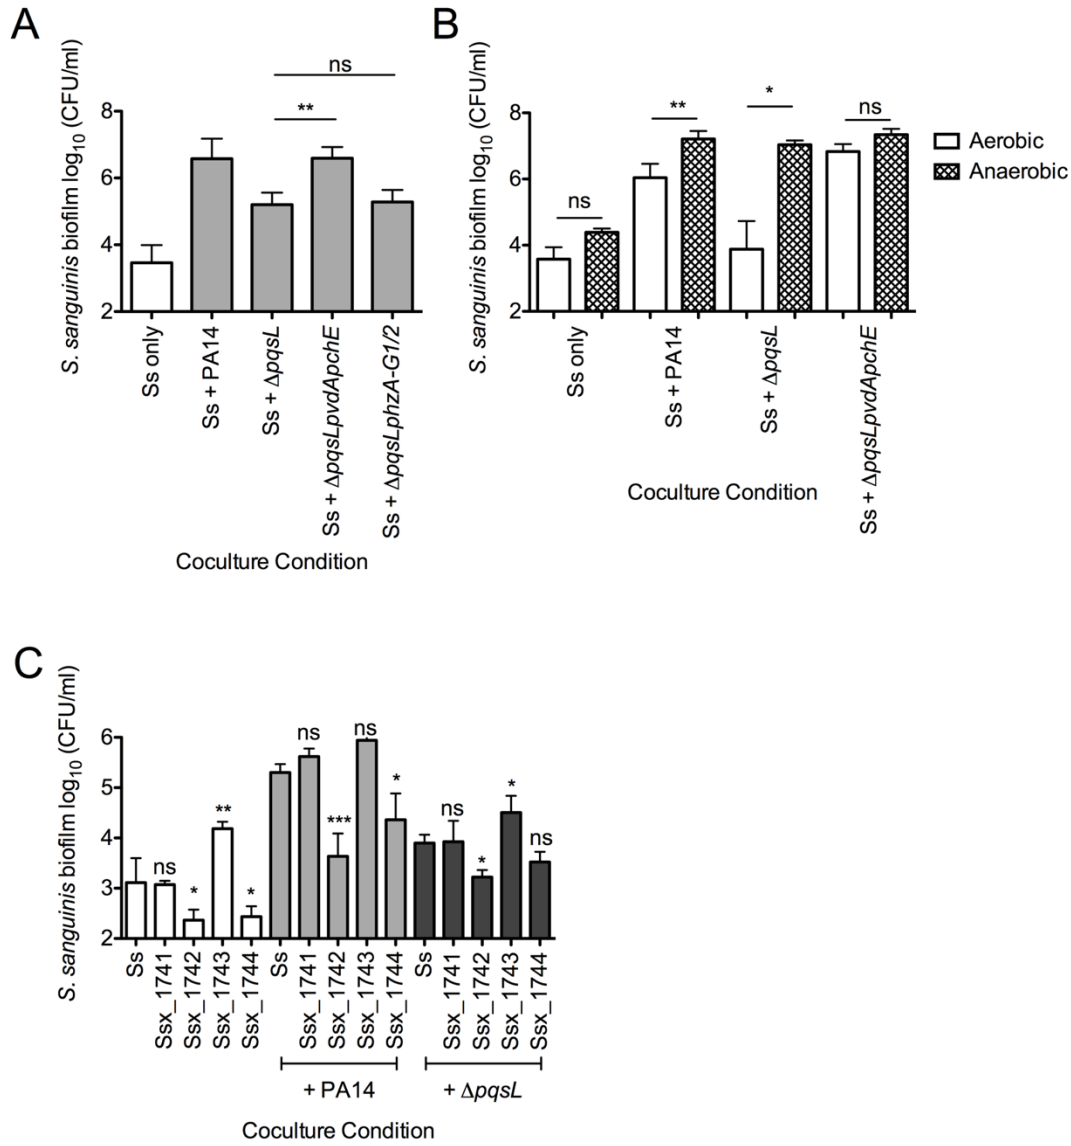 A
S. sanguinis biofilm log10 (CFU/ml)
8
6
4
2
ns
**
Ss only
Ss + PA14
Ss + ΔpqsL
Ss + ΔpqsLpvdApchE
Ss + ΔpqsLphzA-G1/2
Coculture Condition
B
S. sanguinis biofilm log10 (CFU/ml)
8
6
4
2
ns
**
*
ns
Aerobic
Anaerobic
Ss only
Ss + PA14
Ss + ΔpqsL
Ss + ΔpqsLpvdApchE
Coculture Condition
C
S. sanguinis biofilm log10 (CFU/ml)
6
5
4
3
2
ns
*
**
*
ns
***
ns
*
ns
*
*
ns
Ss
Ssx_1741
Ssx_1742
Ssx_1743
Ssx_1744
Ss
Ssx_1741
Ssx_1742
Ssx_1743
Ssx_1744
Ss
Ssx_1741
Ssx_1742
Ssx_1743
Ssx_1744
+ PA14
+ ΔpqsL
Coculture Condition